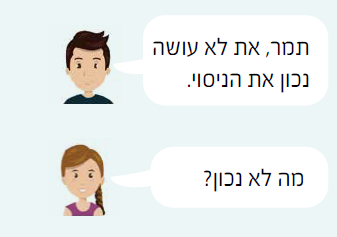 תמר, את לא עושה
נכון את הניסוי.
מה לא נכון?